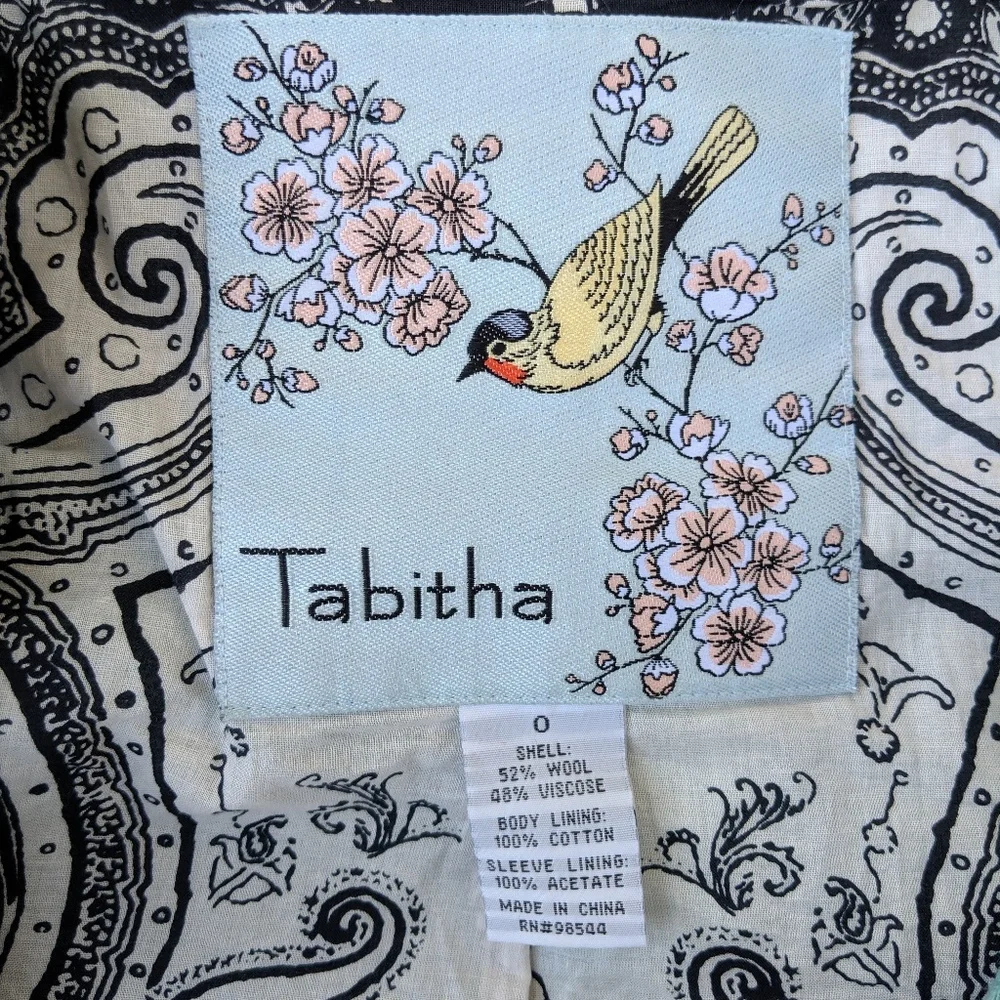 Tabitha
0
SHELL:
52% WOOL
48% VISCOSE
BODY LINING:
100% COTTON
SLEEVE LINING:
100% ACETATE
MADE IN CHINA
RN#98544